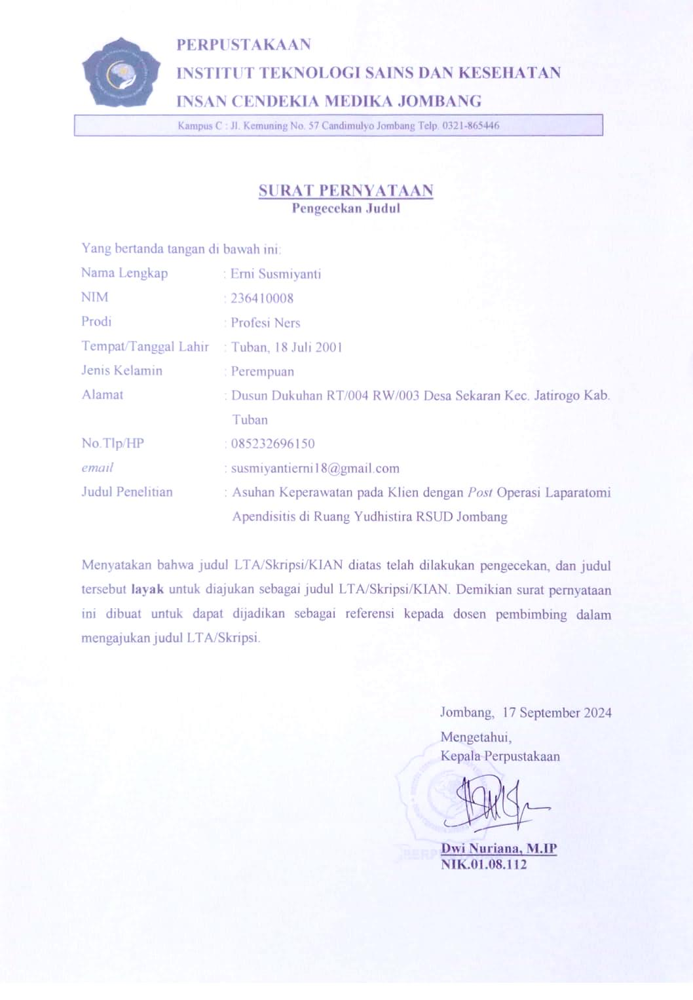 PERPUSTAKAAN
INSTITUT TEKNOLOGI SAINS DAN KESEHATAN
INSAN CENDEKIA MEDIKA JOMBANG
Kampus C : Jl. Kemuning No. 57 Candimulyo Jombang Telp. 0321-865446
SURAT PERNYATAAN
Pengecekan Judul
Yang bertanda tangan di bawah ini:
Nama Lengkap : Erni Susmiyanti
NIM : 236410008
Prodi : Profesi Ners
Tempat/Tanggal Lahir : Tuban, 18 Juli 2001
Jenis Kelamin : Perempuan
Alamat : Dusun Dukuhan RT/004 RW/003 Desa Sekaran Kec. Jatirogo Kab.
Tuban
No.Tlp/HP : 085232696150
email : susmiyantierni18@gmail.com
Judul Penelitian : Asuhan Keperawatan pada Klien dengan Post Operasi Laparatomi
Apendisitis di Ruang Yudhistira RSUD Jombang
Menyatakan bahwa judul LTA/Skripsi/KIAN diatas telah dilakukan pengecekan, dan judul
tersebut layak untuk diajukan sebagai judul LTA/Skripsi/KIAN. Demikian surat pernyataan
ini dibuat untuk dapat dijadikan sebagai referensi kepada dosen pembimbing dalam
mengajukan judul LTA/Skripsi.
Jombang, 17 September 2024
Mengetahui,
Kepala Perpustakaan
Dwi Nuriana, M.IP
NIK.01.08.112